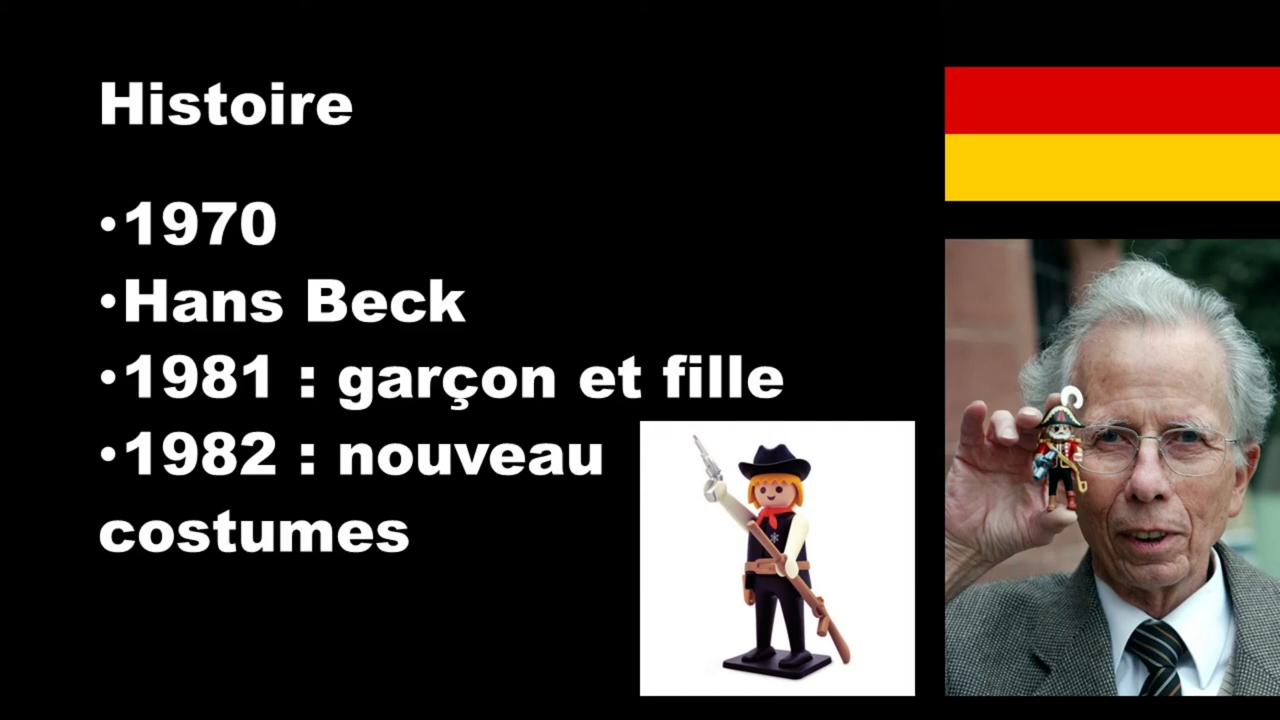 Histoire
•1970
•Hans Beck
•1981 : garçon et fille
•1982 : nouveau
costumes